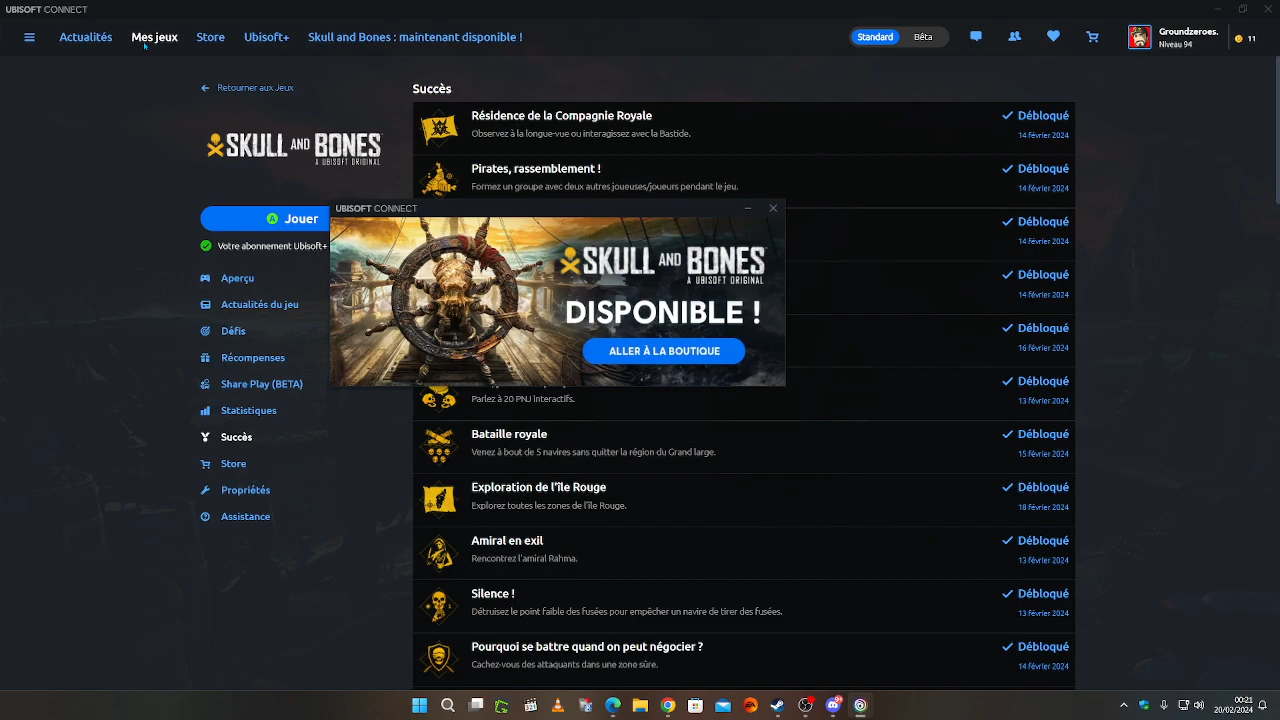 UBISOFT CONNECT
Actualités Mes jeux Store Ubisoft+ Skull and Bones : maintenant disponible !
Standard Bêta
Groundzeroes.
Niveau 94
11
Retourner aux Jeux
SKULL AND BONES
A UBISOFT ORIGINAL
A Jouer
Votre abonnement Ubisoft+
Aperçu
Actualités du jeu
Défis
Récompenses
Share Play (BETA)
Statistiques
Succès
Store
Propriétés
Assistance
Succès
Résidence de la Compagnie Royale
Observez à la longue-vue ou interagissez avec la Bastide.
Débloqué
14 février 2024
Pirates, rassemblement !
Formez un groupe avec deux autres joueuses/joueurs pendant le jeu.
Débloqué
14 février 2024
Débloqué
14 février 2024
Débloqué
14 février 2024
Débloqué
16 février 2024
UBISOFT CONNECT
SKULL AND BONES
A UBISOFT ORIGINAL
DISPONIBLE !
ALLER À LA BOUTIQUE
Parlez à 20 PNJ interactifs.
Débloqué
13 février 2024
Bataille royale
Venez à bout de 5 navires sans quitter la région du Grand large.
Débloqué
15 février 2024
Exploration de l'île Rouge
Explorez toutes les zones de l'île Rouge.
Débloqué
18 février 2024
Amiral en exil
Rencontrez l'amiral Rahma.
Débloqué
13 février 2024
Silence !
Détruisez le point faible des fusées pour empêcher un navire de tirer des fusées.
Débloqué
13 février 2024
Pourquoi se battre quand on peut négocier ?
Cachez-vous des attaquants dans une zone sûre.
Débloqué
14 février 2024
00:21
20/02/2024